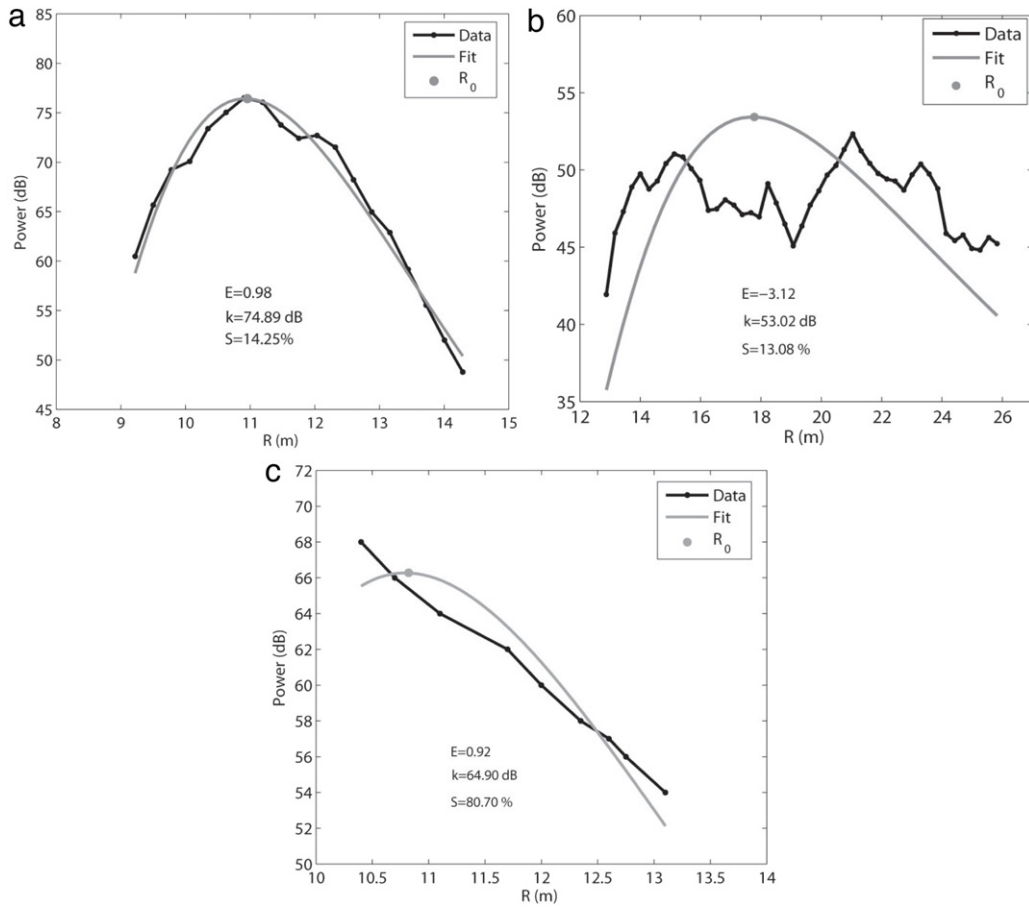 a
85
80
75
70
65
60
55
50
45
Power (dB)
8 9 10 11 12 13 14 15
R (m)
Data
Fit
R0
E=0.98
k=74.89 dB
S=14.25%
b
60
55
50
45
40
35
Power (dB)
12 14 16 18 20 22 24 26
R (m)
Data
Fit
R0
E=−3.12
k=53.02 dB
S=13.08 %
c
72
70
68
66
64
62
60
58
56
54
52
50
Power (dB)
10 10.5 11 11.5 12 12.5 13 13.5 14
R (m)
Data
Fit
R0
E=0.92
k=64.90 dB
S=80.70 %